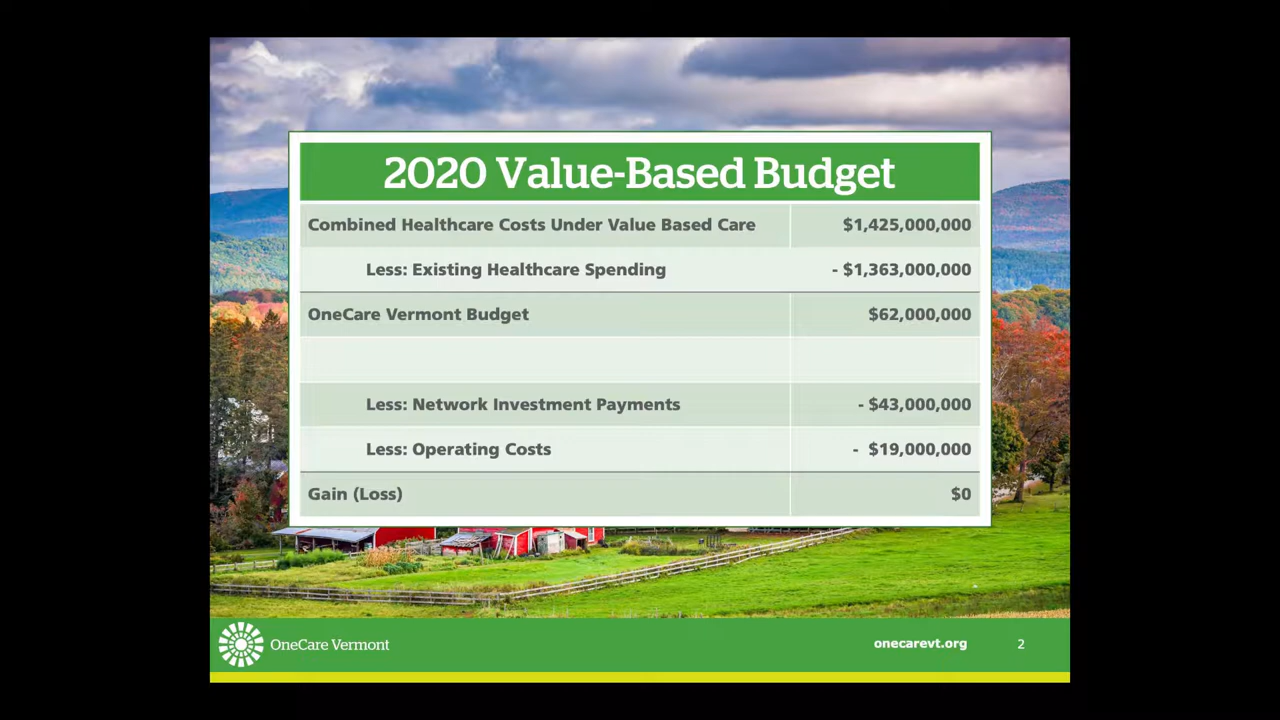 2020 Value-Based Budget
Combined Healthcare Costs Under Value Based Care $1,425,000,000
Less: Existing Healthcare Spending - $1,363,000,000
OneCare Vermont Budget $62,000,000
Less: Network Investment Payments - $43,000,000
Less: Operating Costs - $19,000,000
Gain (Loss) $0
OneCare Vermont onecarevt.org 2